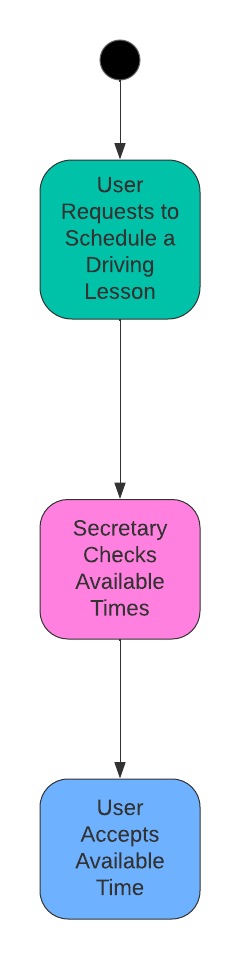 User
Requests to
Schedule a
Driving
Lesson
Secretary
Checks
Available
Times
User
Accepts
Available
Time